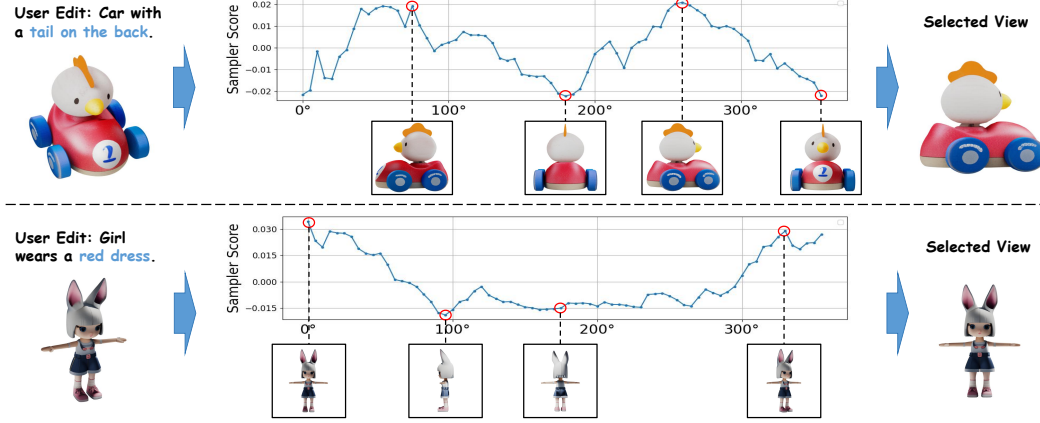 User Edit: Car with
a tail on the back.
Sampler Score
0.02
0.01
0.00
−0.01
−0.02
0° 100° 200° 300°
Selected View
User Edit: Girl
wears a red dress.
Sampler Score
0.030
0.015
0.000
−0.015
0° 100° 200° 300°
Selected View